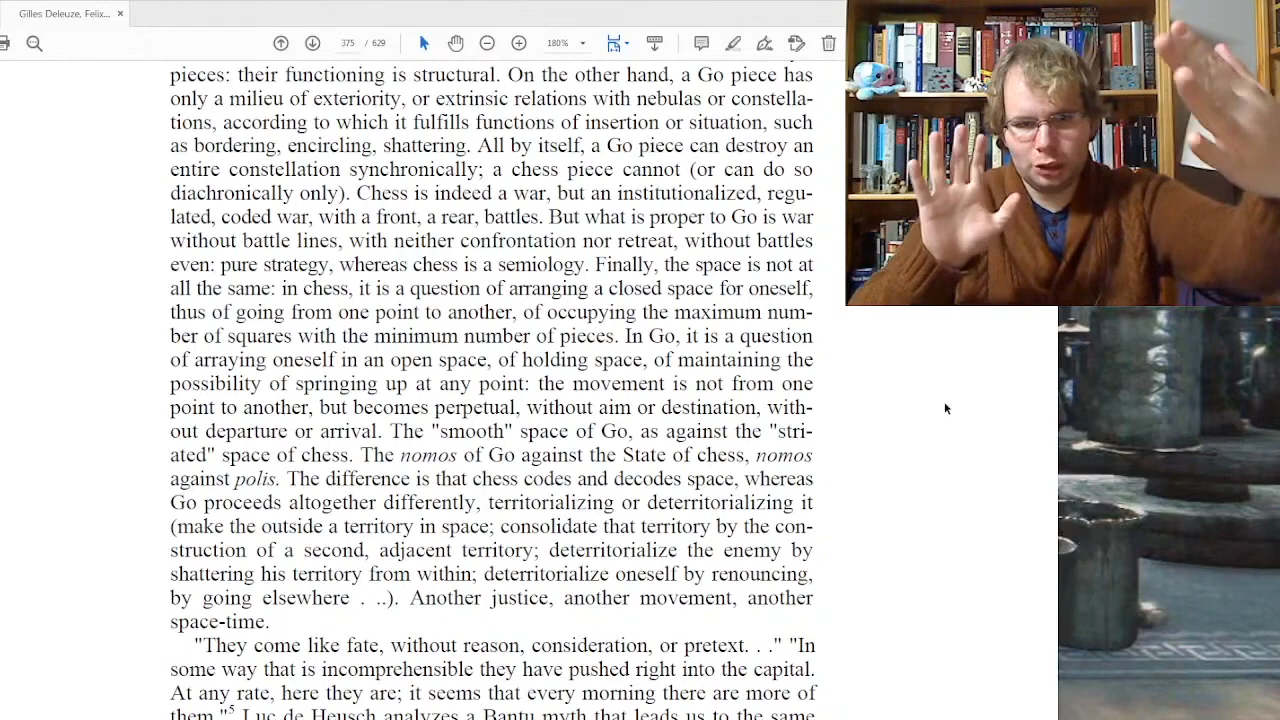 Gilles Deleuze, Felix...
375 / 629
180%
pieces: their functioning is structural. On the other hand, a Go piece has
only a milieu of exteriority, or extrinsic relations with nebulas or constella-
tions, according to which it fulfills functions of insertion or situation, such
as bordering, encircling, shattering. All by itself, a Go piece can destroy an
entire constellation synchronically; a chess piece cannot (or can do so
diachronically only). Chess is indeed a war, but an institutionalized, regu-
lated, coded war, with a front, a rear, battles. But what is proper to Go is war
without battle lines, with neither confrontation nor retreat, without battles
even: pure strategy, whereas chess is a semiology. Finally, the space is not at
all the same: in chess, it is a question of arranging a closed space for oneself,
thus of going from one point to another, of occupying the maximum num-
ber of squares with the minimum number of pieces. In Go, it is a question
of arraying oneself in an open space, of holding space, of maintaining the
possibility of springing up at any point: the movement is not from one
point to another, but becomes perpetual, without aim or destination, with-
out departure or arrival. The "smooth" space of Go, as against the "stri-
ated" space of chess. The nomos of Go against the State of chess, nomos
against polis. The difference is that chess codes and decodes space, whereas
Go proceeds altogether differently, territorializing or deterritorializing it
(make the outside a territory in space; consolidate that territory by the con-
struction of a second, adjacent territory; deterritorialize the enemy by
shattering his territory from within; deterritorialize oneself by renouncing,
by going elsewhere . ..). Another justice, another movement, another
space-time.
"They come like fate, without reason, consideration, or pretext. . ." "In
some way that is incomprehensible they have pushed right into the capital.
At any rate, here they are; it seems that every morning there are more of
them."5 Luc de Heusch analyzes a Bantu myth that leads us to the same